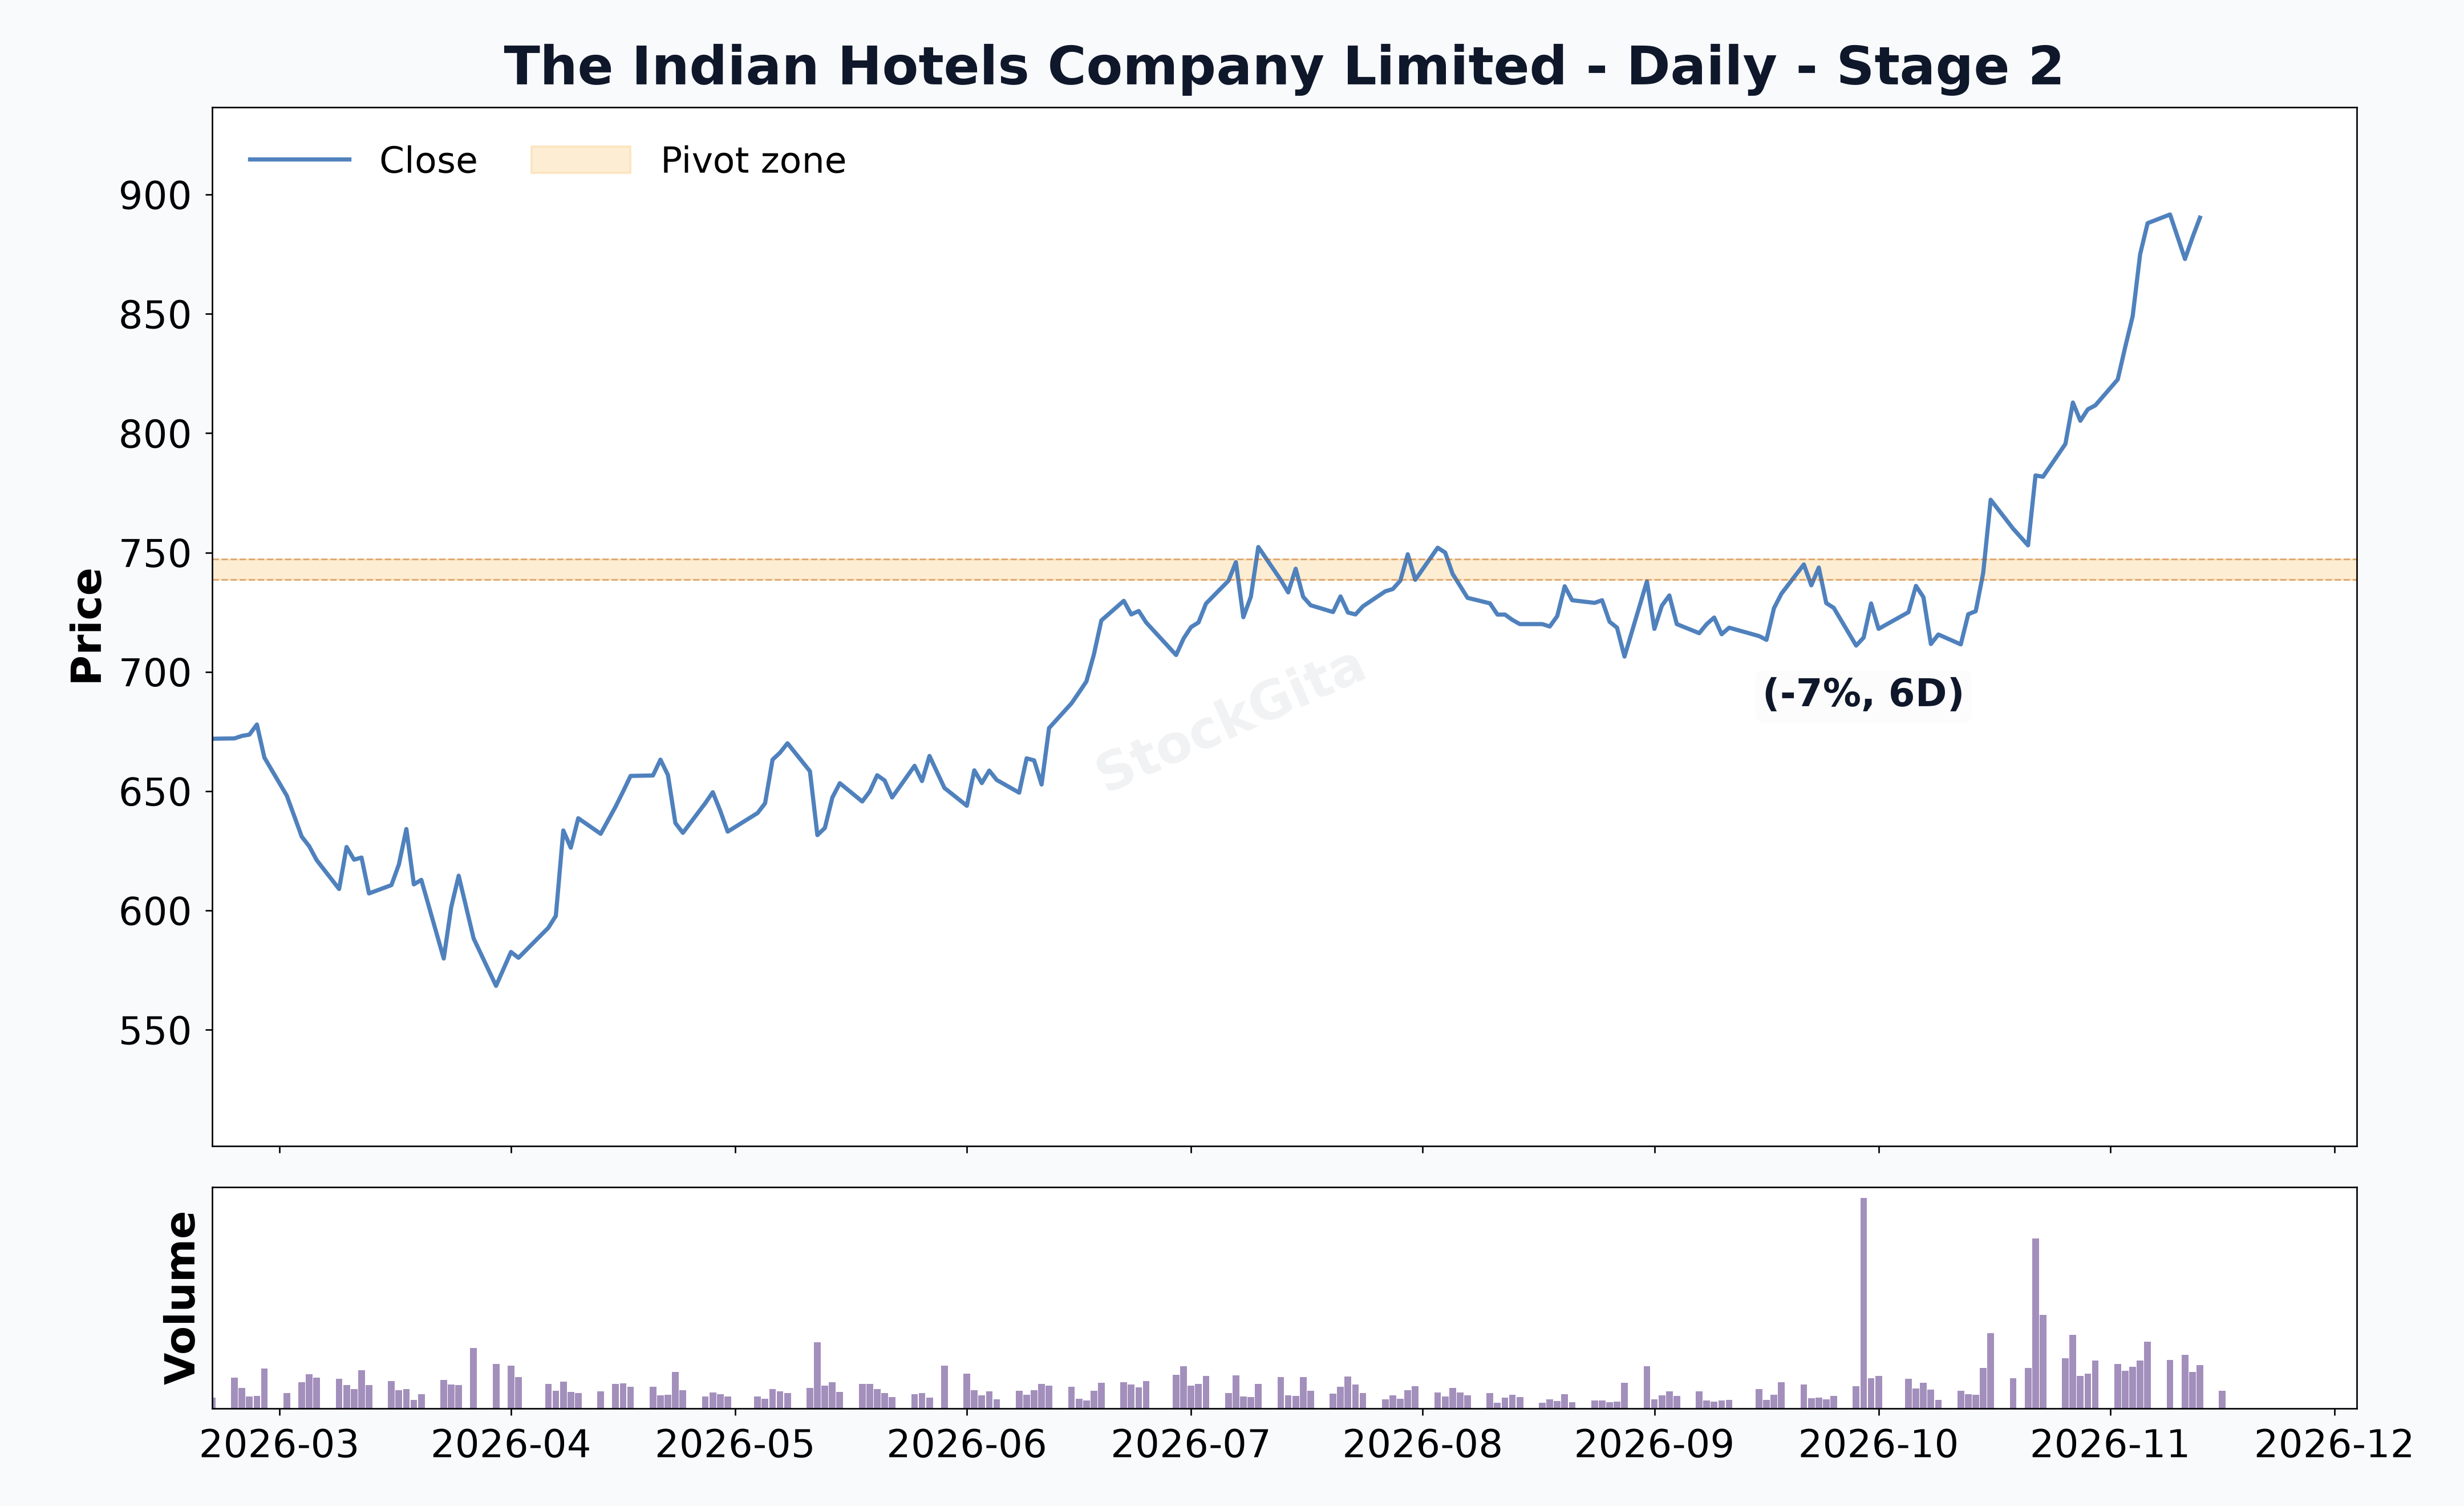 The Indian Hotels Company Limited - Daily - Stage 2
Close
Pivot zone
900
850
800
750
700
650
600
550
Price
StockGita
(-7%, 6D)
Volume
2026-03
2026-04
2026-05
2026-06
2026-07
2026-08
2026-09
2026-10
2026-11
2026-12